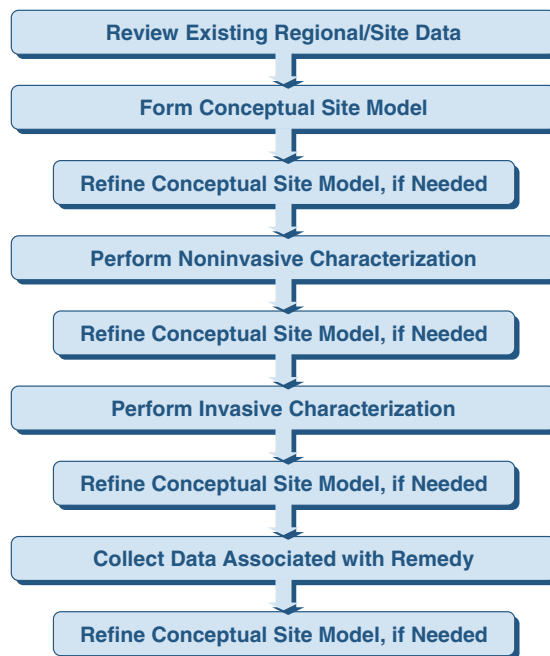 Review Existing Regional/Site Data
Form Conceptual Site Model
Refine Conceptual Site Model, if Needed
Perform Noninvasive Characterization
Refine Conceptual Site Model, if Needed
Perform Invasive Characterization
Refine Conceptual Site Model, if Needed
Collect Data Associated with Remedy
Refine Conceptual Site Model, if Needed